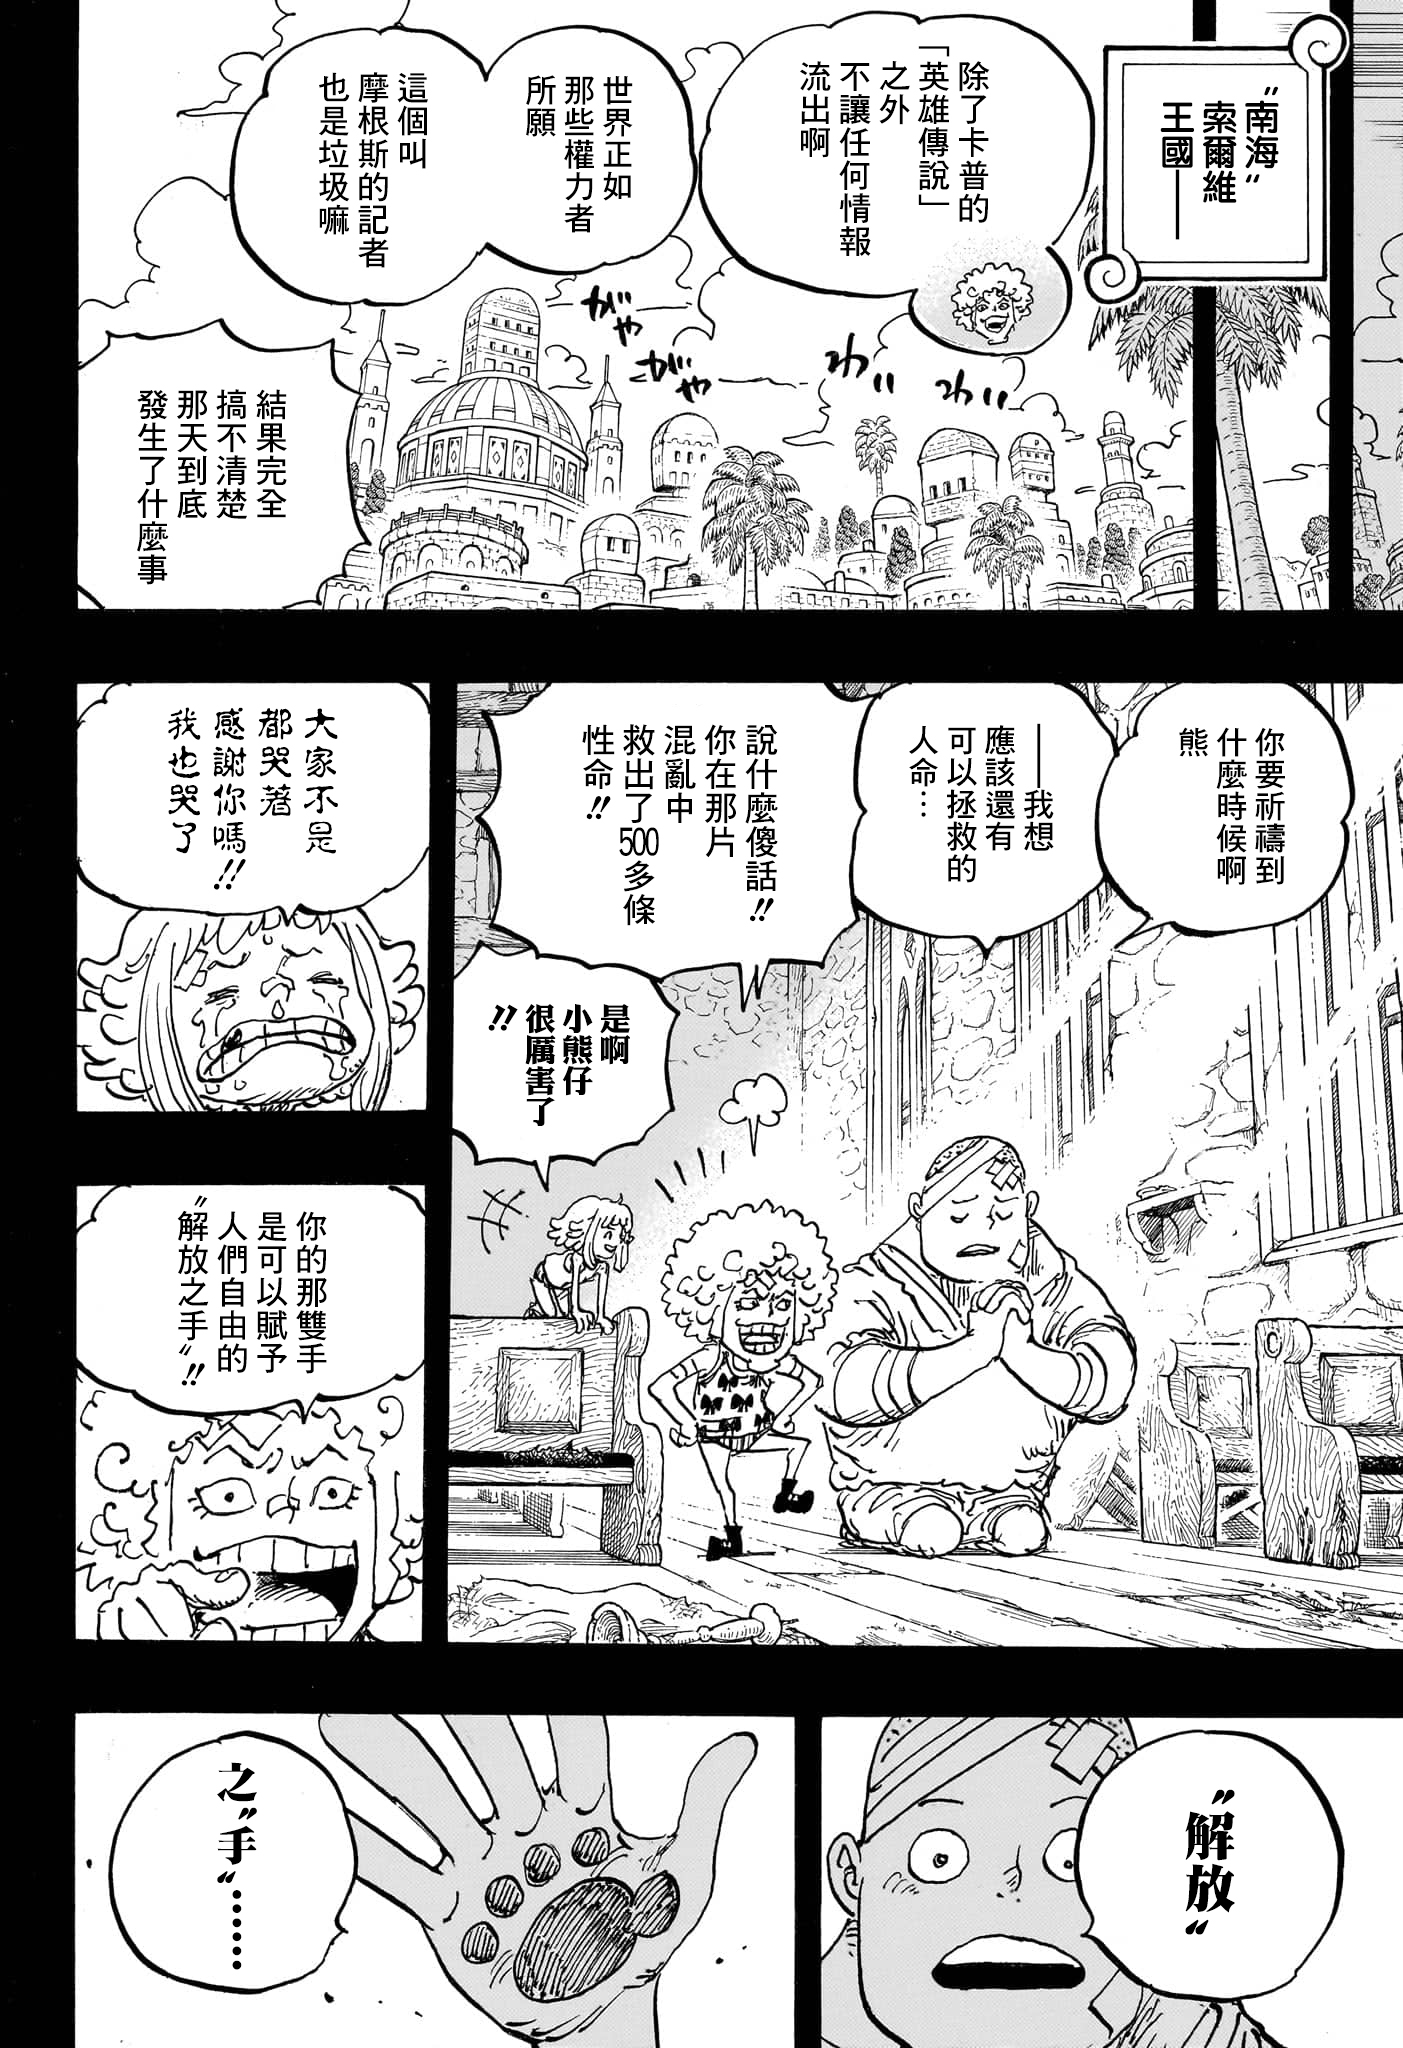 “南海”
索爾維
王國——
除了卡普的
「英雄傳說」
之外
不讓任何情報
流出啊
世界正如
那些權力者
所願
這個叫
摩根斯的記者
也是垃圾嘛
結果完全
搞不清楚
那天到底
發生了什麼事
がやがや
わいわい
你要祈禱到
什麼時候啊
熊
——我想
應該還有
可以拯救的
人命…
說什麼傻話!!
你在那片
混亂中
救出了500多條
性命!!
是啊
小熊仔
很厲害了
!!
大家不是
都哭著
感謝你嗎!!
我也哭了
你的那雙手
是可以賦予
人們自由的
“解放之手”!!
“解放”
之“手”……